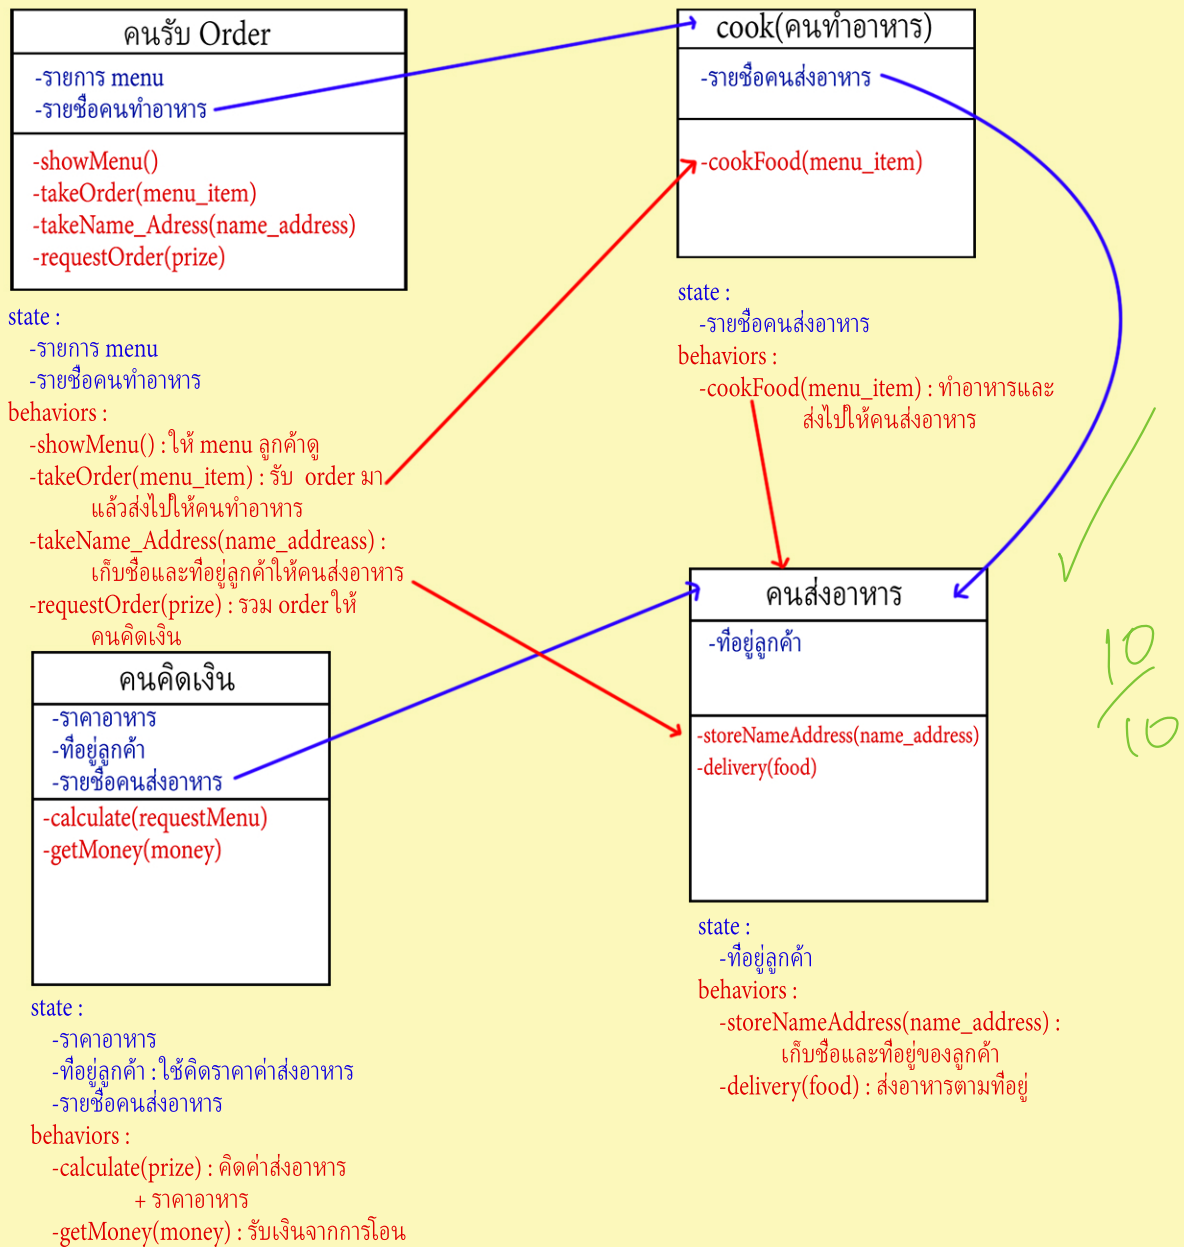 คนรับ Order
-รายการ menu
-รายชื่อคนทำอาหาร
-showMenu()
-takeOrder(menu_item)
-takeName_Adress(name_address)
-requestOrder(prize)
state :
-รายการ menu
-รายชื่อคนทำอาหาร
behaviors :
-showMenu() : ให้ menu ลูกค้าดู
-takeOrder(menu_item) : รับ order มา
แล้วส่งไปให้คนทำอาหาร
-takeName_Address(name_addreass) :
เก็บชื่อและที่อยู่ลูกค้าให้คนส่งอาหาร
-requestOrder(prize) : รวม order ให้
คนคิดเงิน
cook(คนทำอาหาร)
-รายชื่อคนส่งอาหาร
-cookFood(menu_item)
state :
-รายชื่อคนส่งอาหาร
behaviors :
-cookFood(menu_item) : ทำอาหารและ
ส่งไปให้คนส่งอาหาร
คนคิดเงิน
-ราคาอาหาร
-ที่อยู่ลูกค้า
-รายชื่อคนส่งอาหาร
-calculate(requestMenu)
-getMoney(money)
state :
-ราคาอาหาร
-ที่อยู่ลูกค้า : ใช้คิดราคาค่าส่งอาหาร
-รายชื่อคนส่งอาหาร
behaviors :
-calculate(prize) : คิดค่าส่งอาหาร
+ ราคาอาหาร
-getMoney(money) : รับเงินจากการโอน
คนส่งอาหาร
-ที่อยู่ลูกค้า
-storeNameAddress(name_address)
-delivery(food)
state :
-ที่อยู่ลูกค้า
behaviors :
-storeNameAddress(name_address) :
เก็บชื่อและที่อยู่ของลูกค้า
-delivery(food) : ส่งอาหารตามที่อยู่
10
10